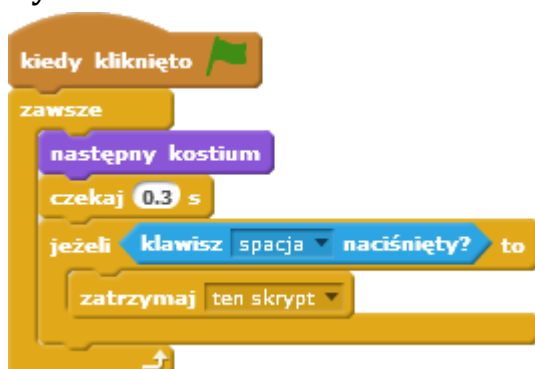 kiedy kliknięto
zawsze
następny kostium
czekaj 0.3 s
jeżeli klawisz spacja naciśnięty? to
zatrzymaj ten skrypt